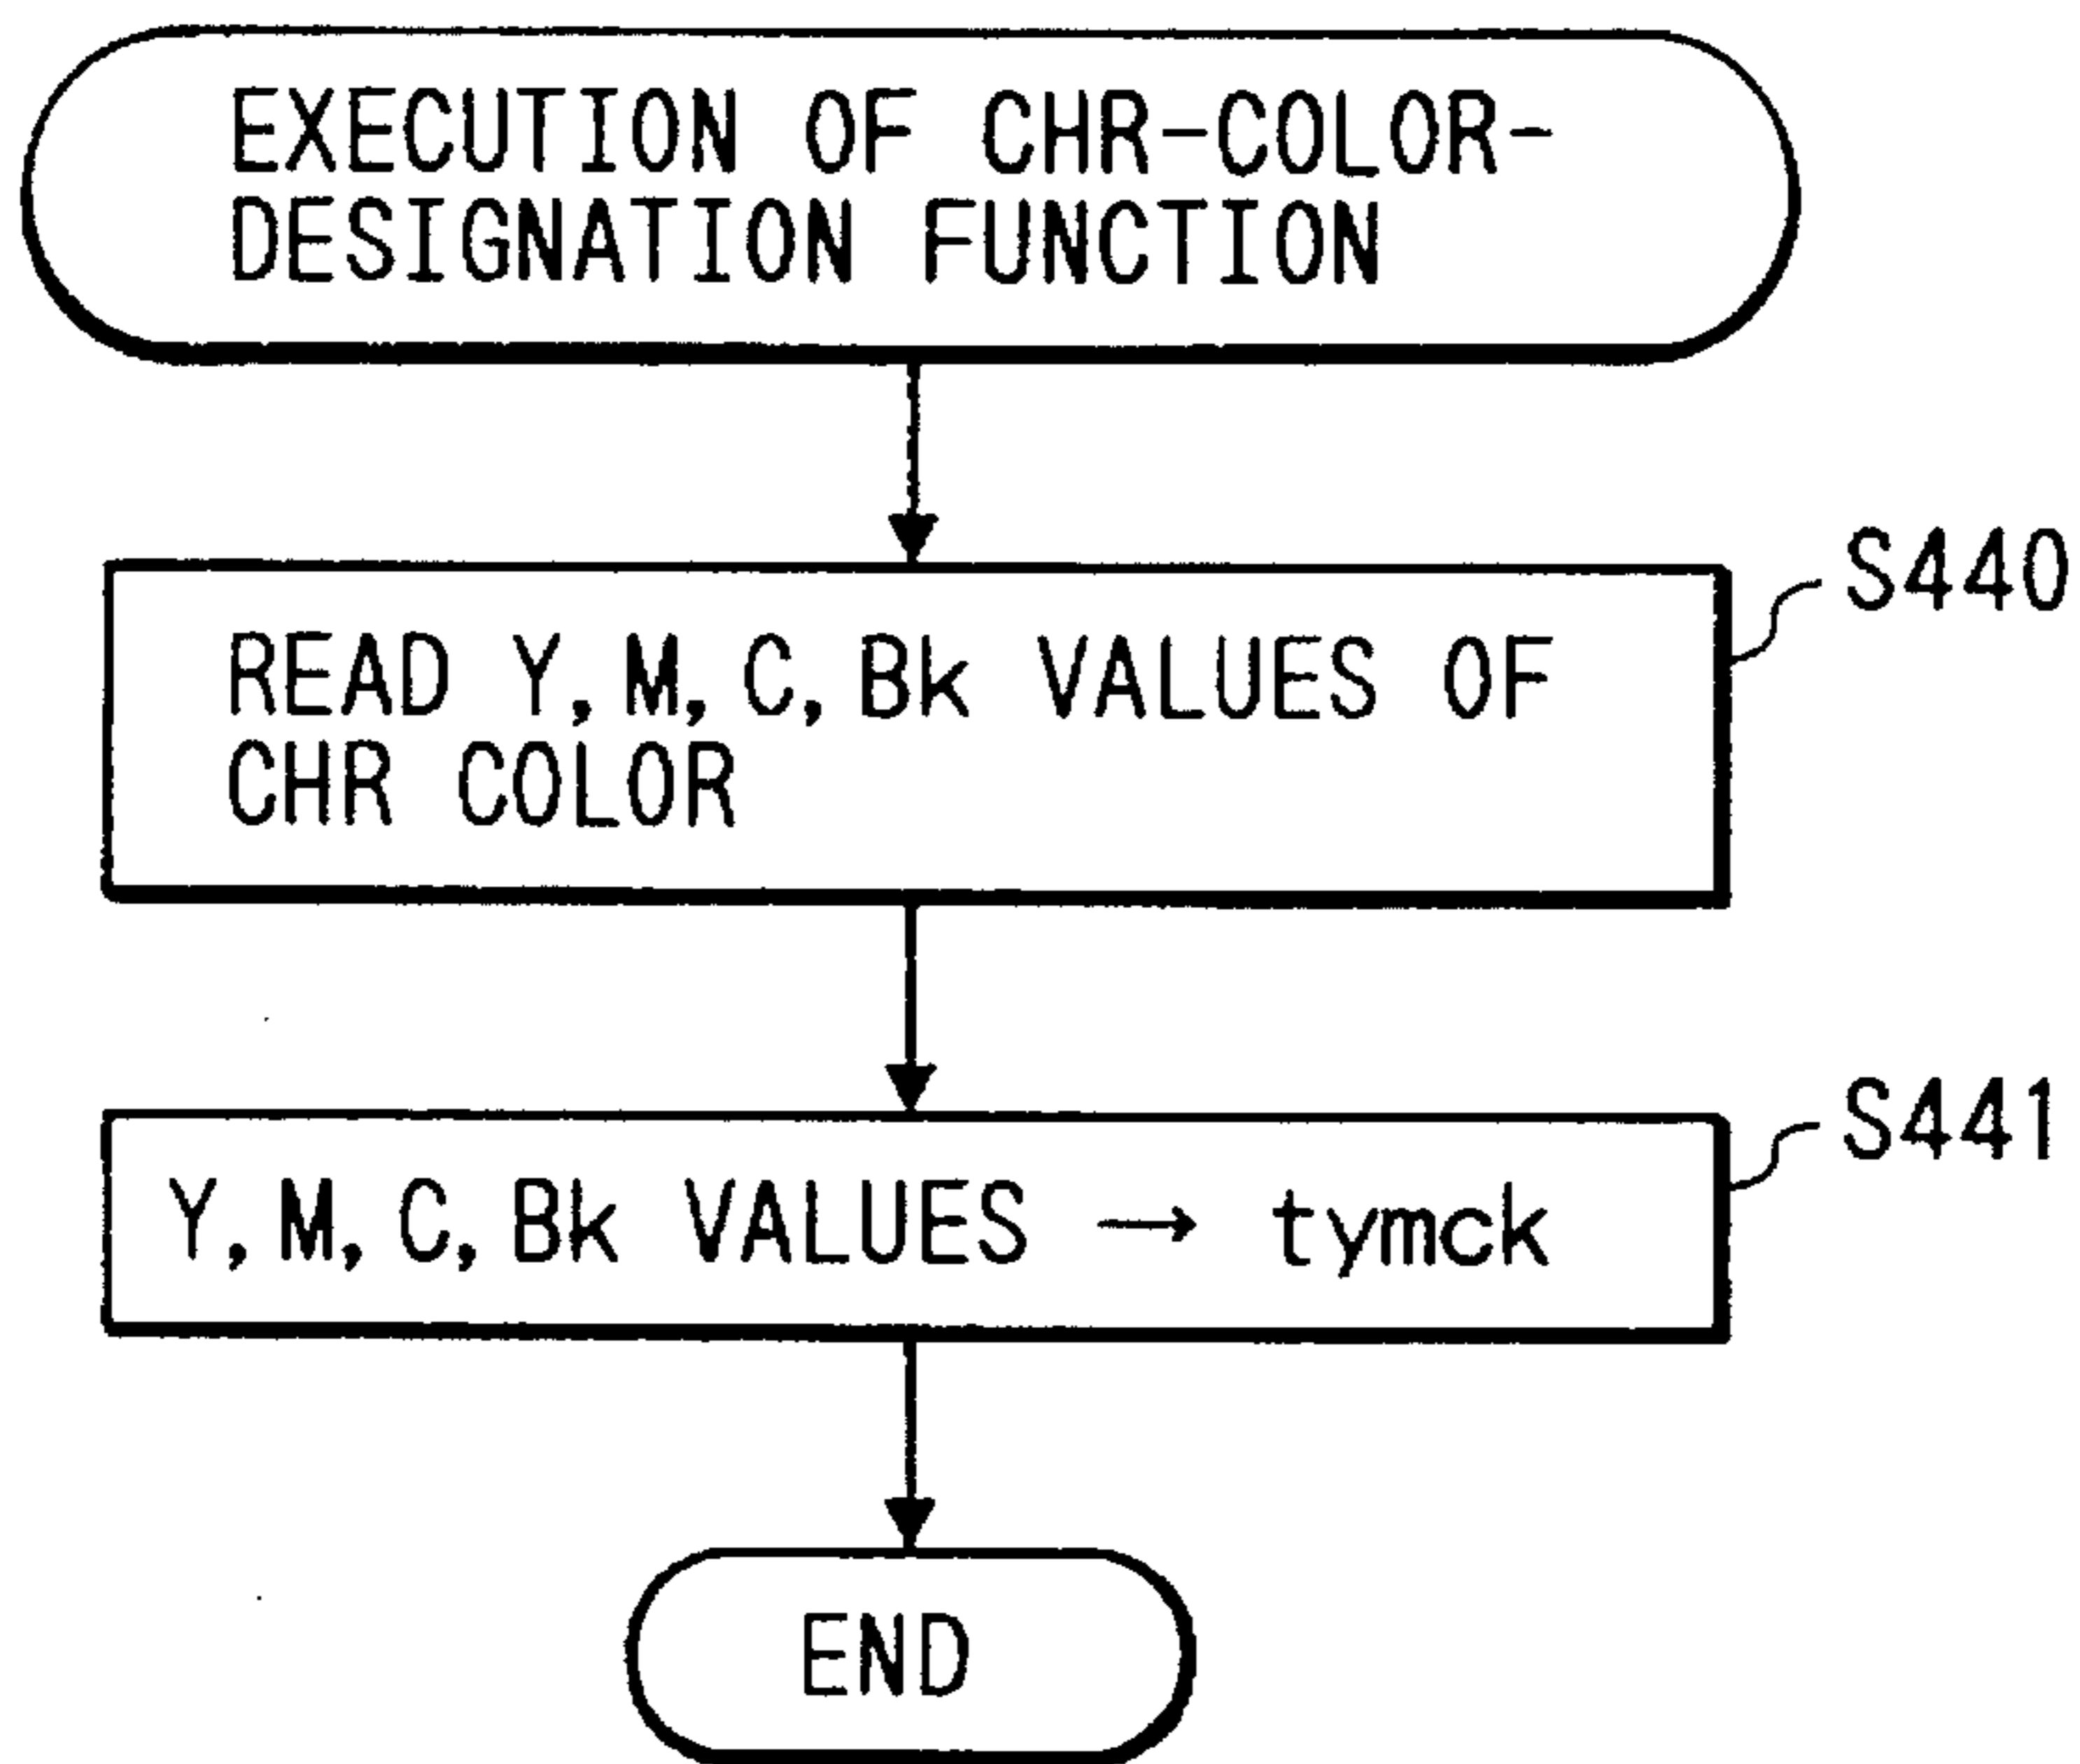 EXECUTION OF CHR-COLOR-
DESIGNATION FUNCTION
S440
READ Y, M, C, Bk VALUES OF
CHR COLOR
S441
Y, M, C, Bk VALUES → tymck
END